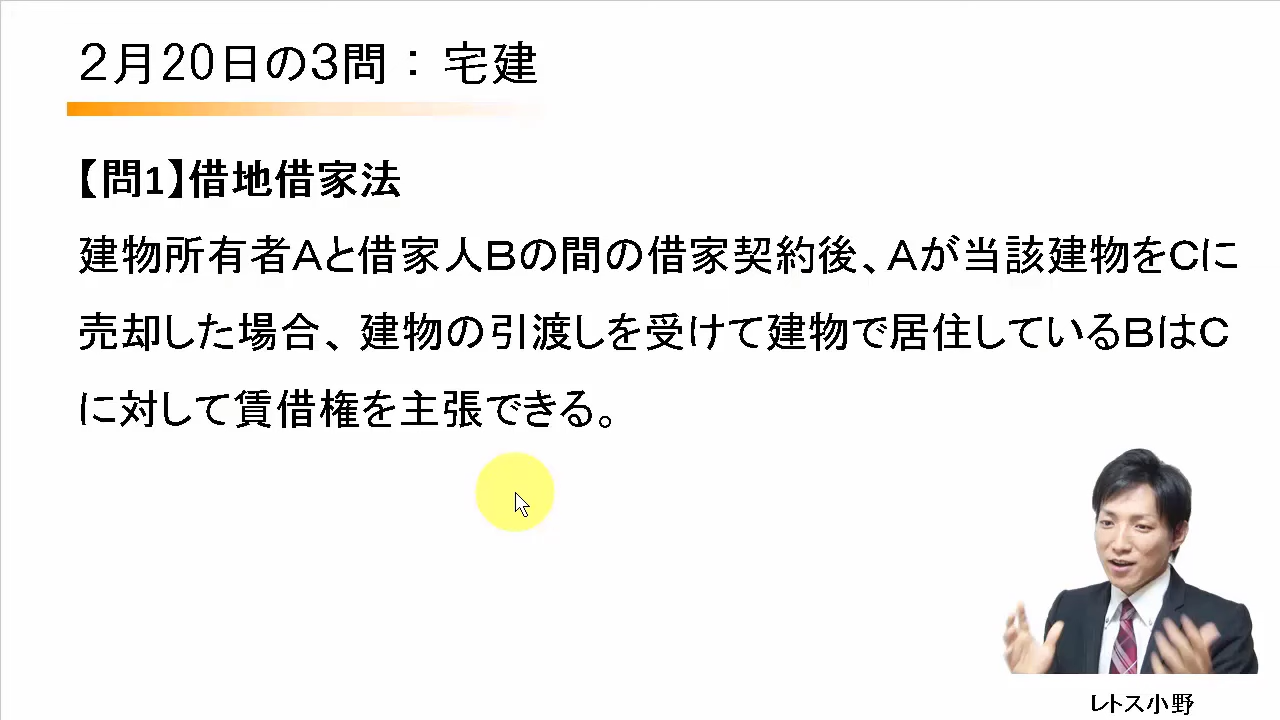 ２月20日の３問： 宅建
【問1】借地借家法
建物所有者Ａと借家人Ｂの間の借家契約後、Ａが当該建物をＣに
売却した場合、建物の引渡しを受けて建物で居住しているＢはＣ
に対して賃借権を主張できる。
レトス小野